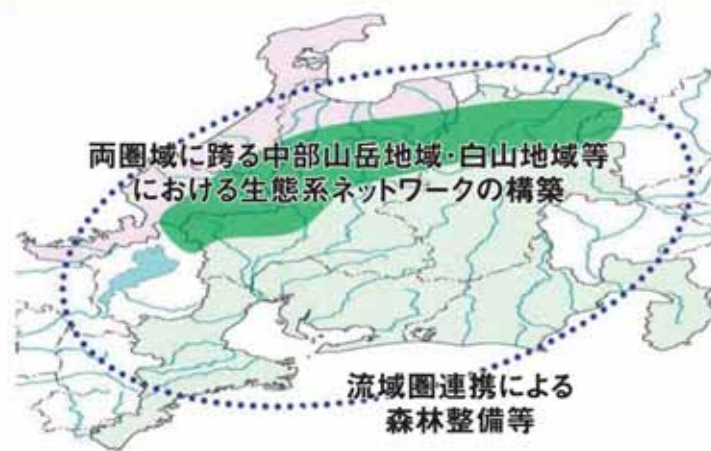 両圏域に跨る中部山岳地域・白山地域等
における生態系ネットワークの構築
流域圏連携による
森林整備等